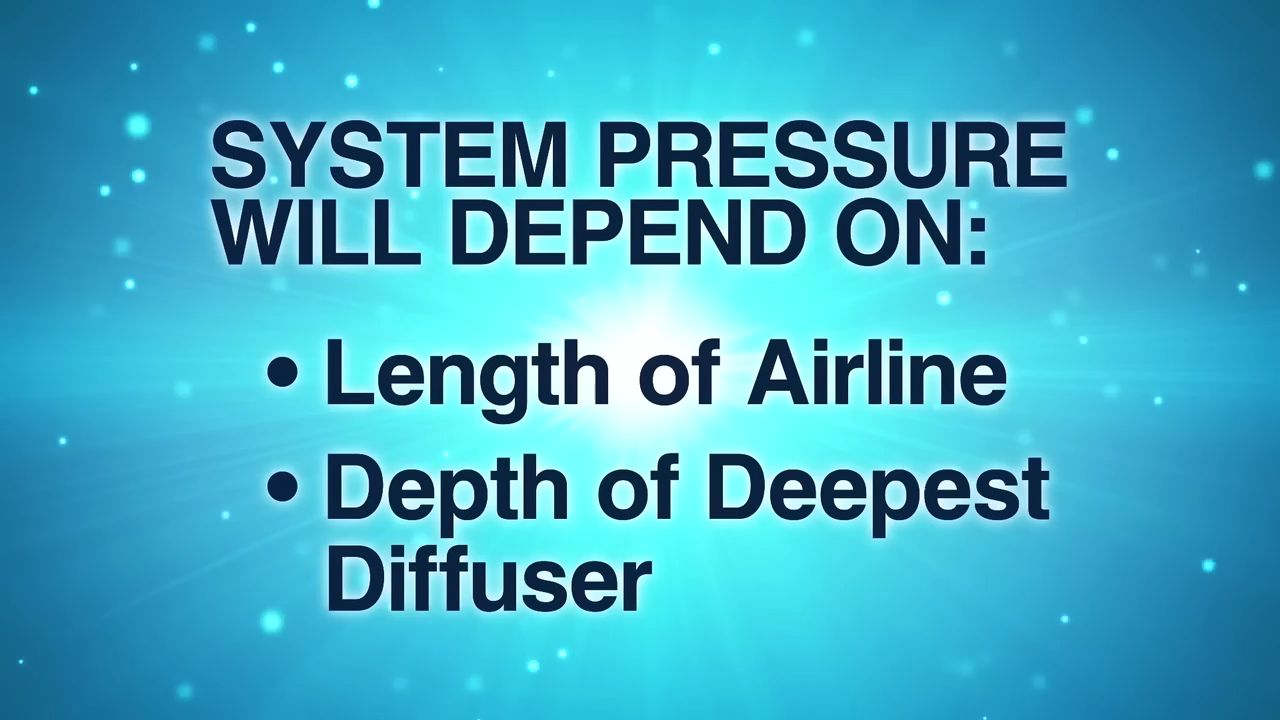 SYSTEM PRESSURE
WILL DEPEND ON:
• Length of Airline
• Depth of Deepest
Diffuser